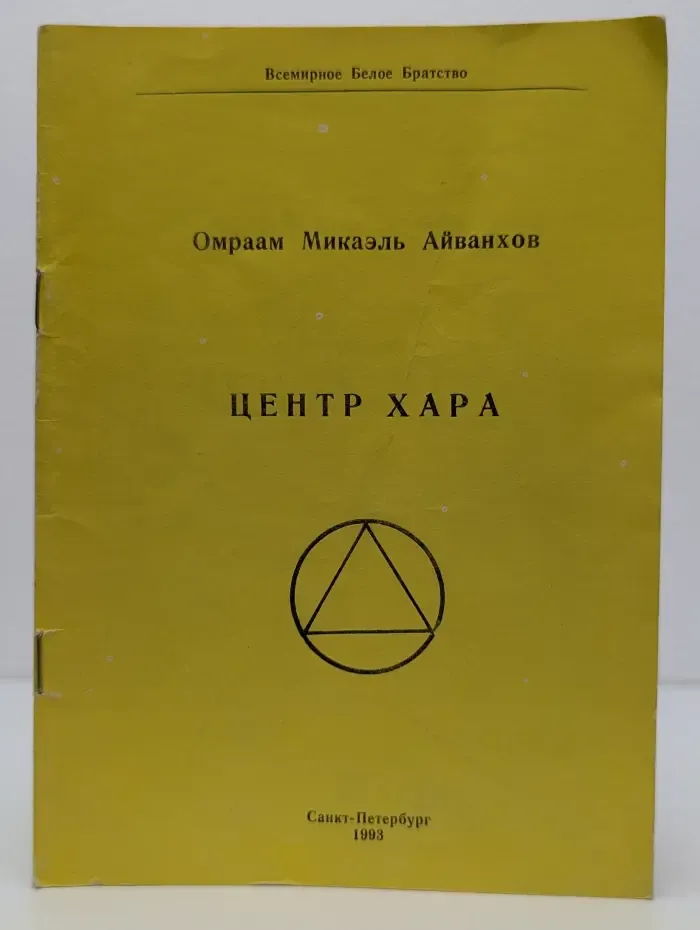 Всемирное Белое Братство
Омраам Микаэль Айванхов
ЦЕНТР ХАРА
Санкт-Петербург
1993